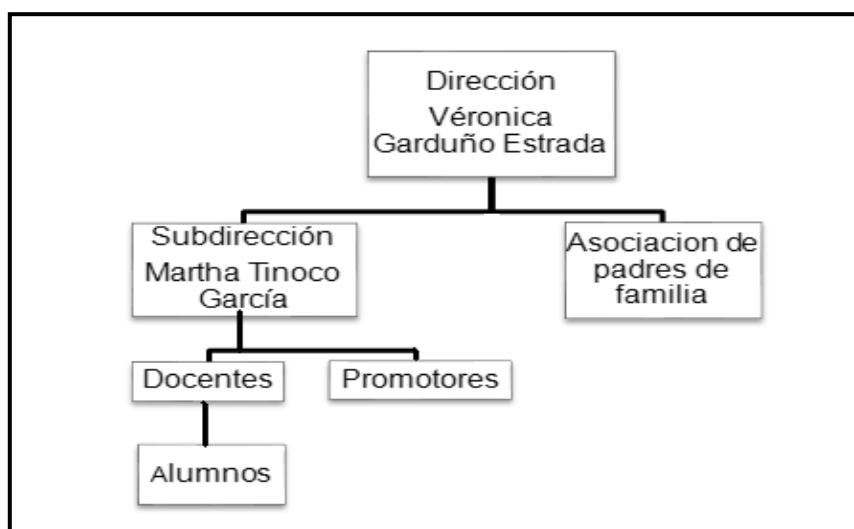 Dirección
Véronica
Garduño Estrada
Subdirección
Martha Tinoco
García
Asociacion de
padres de
familia
Docentes
Promotores
Alumnos